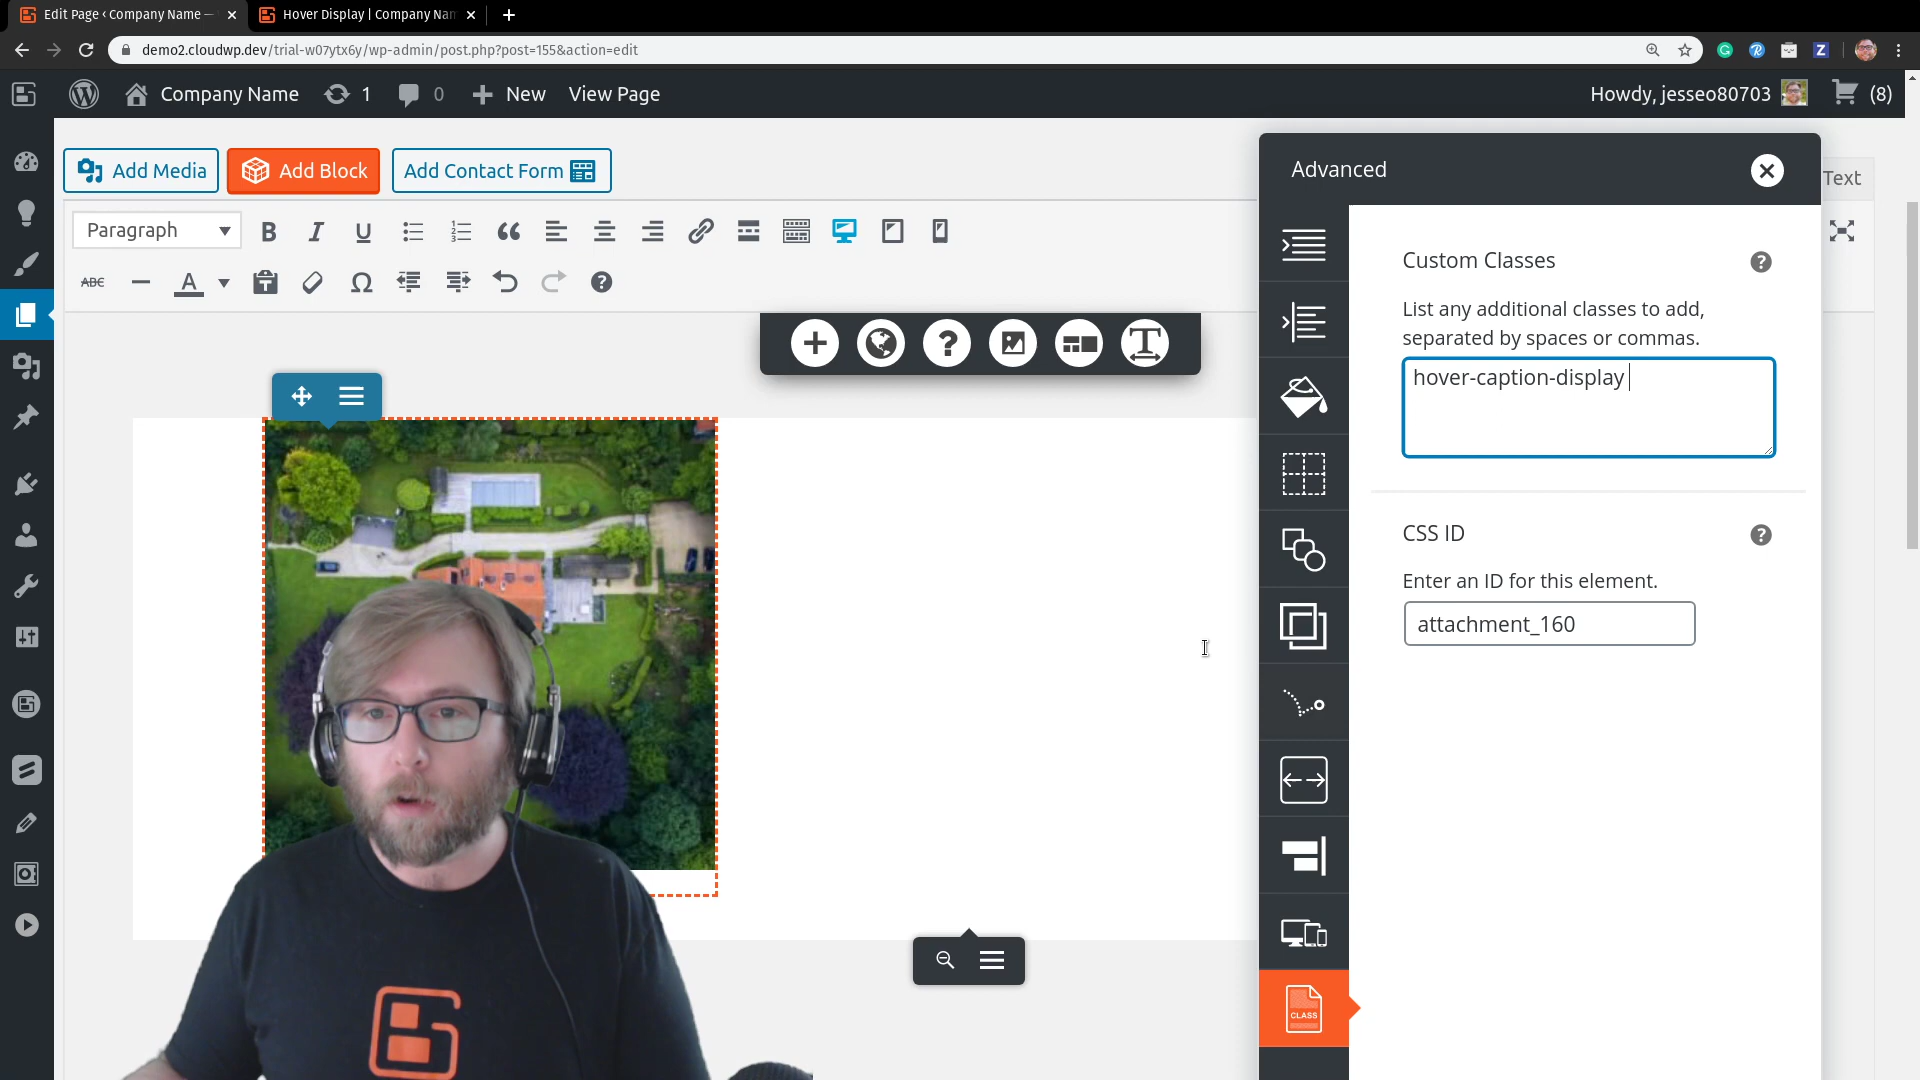 Edit Page ‹ Company Name —
Hover Display | Company Nam
demo2.cloudwp.dev/trial-w07ytx6y/wp-admin/post.php?post=155&action=edit
Company Name
1
0
New
View Page
Howdy, jesseo80703
(8)
Add Media
Add Block
Add Contact Form
Text
Paragraph
B
I
U
ABC
A
Advanced
Custom Classes
List any additional classes to add,
separated by spaces or commas.
hover-caption-display
CSS ID
Enter an ID for this element.
attachment_160
CLASS